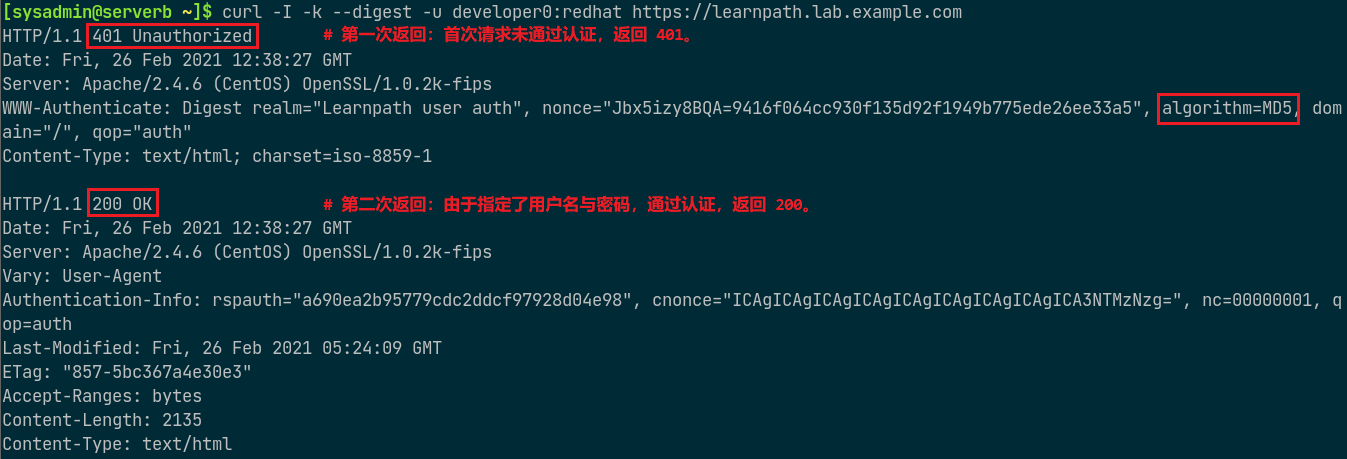 [sysadmin@serverb ~]$ curl -I -k --digest -u developer0:redhat https://learnpath.lab.example.com
HTTP/1.1 401 Unauthorized # 第一次返回：首次请求未通过认证，返回 401。
Date: Fri, 26 Feb 2021 12:38:27 GMT
Server: Apache/2.4.6 (CentOS) OpenSSL/1.0.2k-fips
WWW-Authenticate: Digest realm="Learnpath user auth", nonce="Jbx5izy8BQA=9416f064cc930f135d92f1949b775ede26ee33a5", algorithm=MD5, dom
ain="/", qop="auth"
Content-Type: text/html; charset=iso-8859-1
HTTP/1.1 200 OK # 第二次返回：由于指定了用户名与密码，通过认证，返回 200。
Date: Fri, 26 Feb 2021 12:38:27 GMT
Server: Apache/2.4.6 (CentOS) OpenSSL/1.0.2k-fips
Vary: User-Agent
Authentication-Info: rspauth="a690ea2b95779cdc2ddcf97928d04e98", cnonce="ICAgICAgICAgICAgICAgICAgICAgICAgICA3NTMzNzg=", nc=00000001, q
op=auth
Last-Modified: Fri, 26 Feb 2021 05:24:09 GMT
ETag: "857-5bc367a4e30e3"
Accept-Ranges: bytes
Content-Length: 2135
Content-Type: text/html